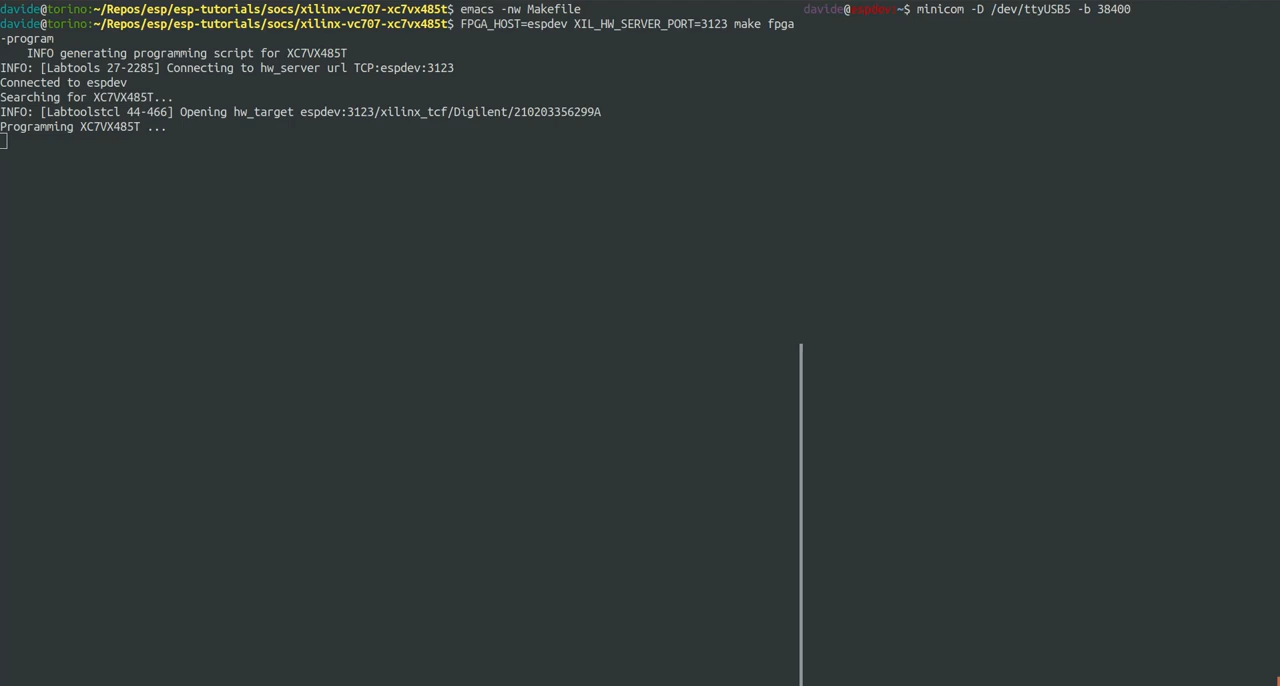 davide@torino:~/Repos/esp/esp-tutorials/socs/xilinx-vc707-xc7vx485t$ emacs -nw Makefile
davide@torino:~/Repos/esp/esp-tutorials/socs/xilinx-vc707-xc7vx485t$ FPGA_HOST=espdev XIL_HW_SERVER_PORT=3123 make fpga
-program
INFO generating programming script for XC7VX485T
INFO: [Labtools 27-2285] Connecting to hw_server url TCP:espdev:3123
Connected to espdev
Searching for XC7VX485T...
INFO: [Labtoolstcl 44-466] Opening hw_target espdev:3123/xilinx_tcf/Digilent/210203356299A
Programming XC7VX485T ...
davide@espdev:~$ minicom -D /dev/ttyUSB5 -b 38400